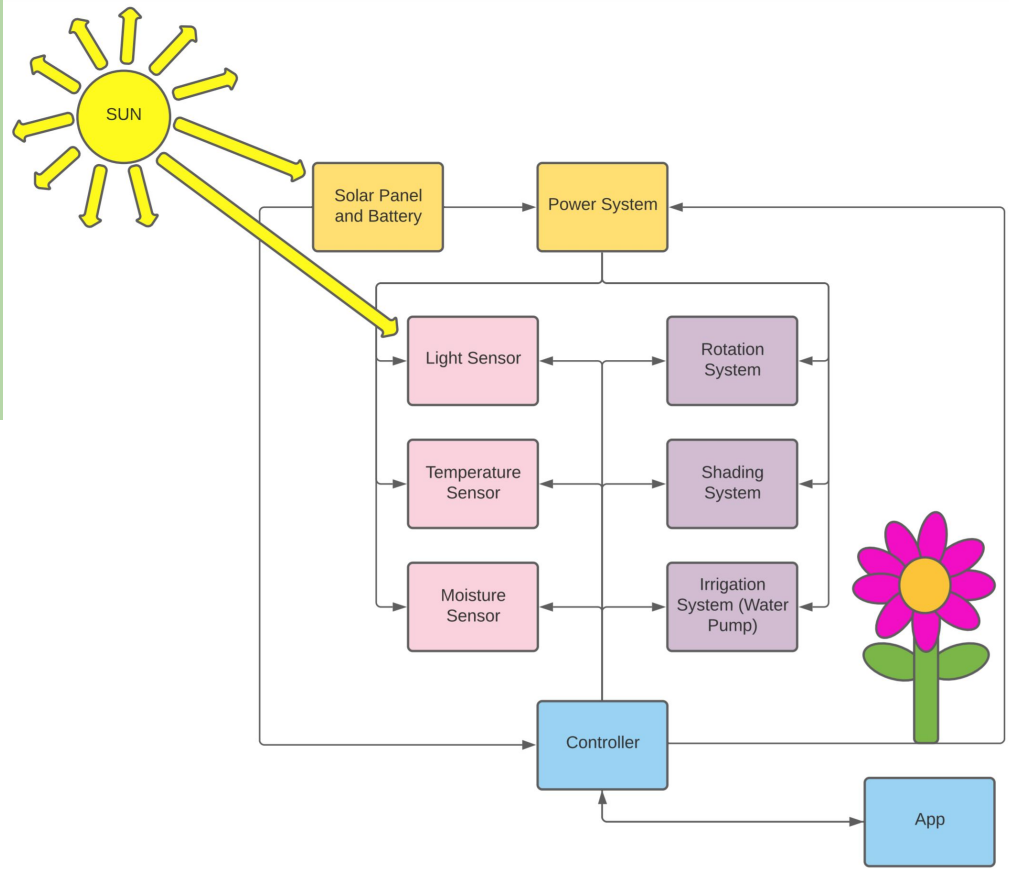 SUN
Solar Panel
and Battery
Power System
Light Sensor
Rotation
System
Temperature
Sensor
Shading
System
Moisture
Sensor
Irrigation
System (Water
Pump)
Controller
App